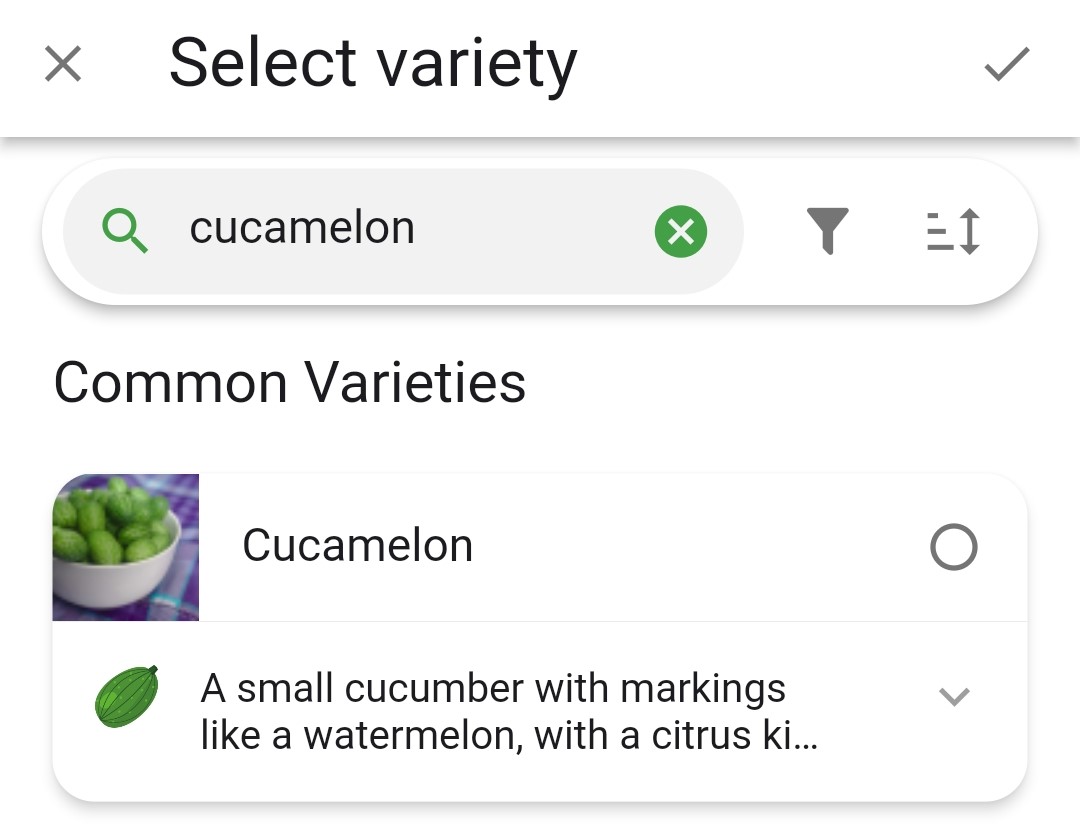 Select variety
cucamelon
Common Varieties
Cucamelon
A small cucumber with markings
like a watermelon, with a citrus ki…